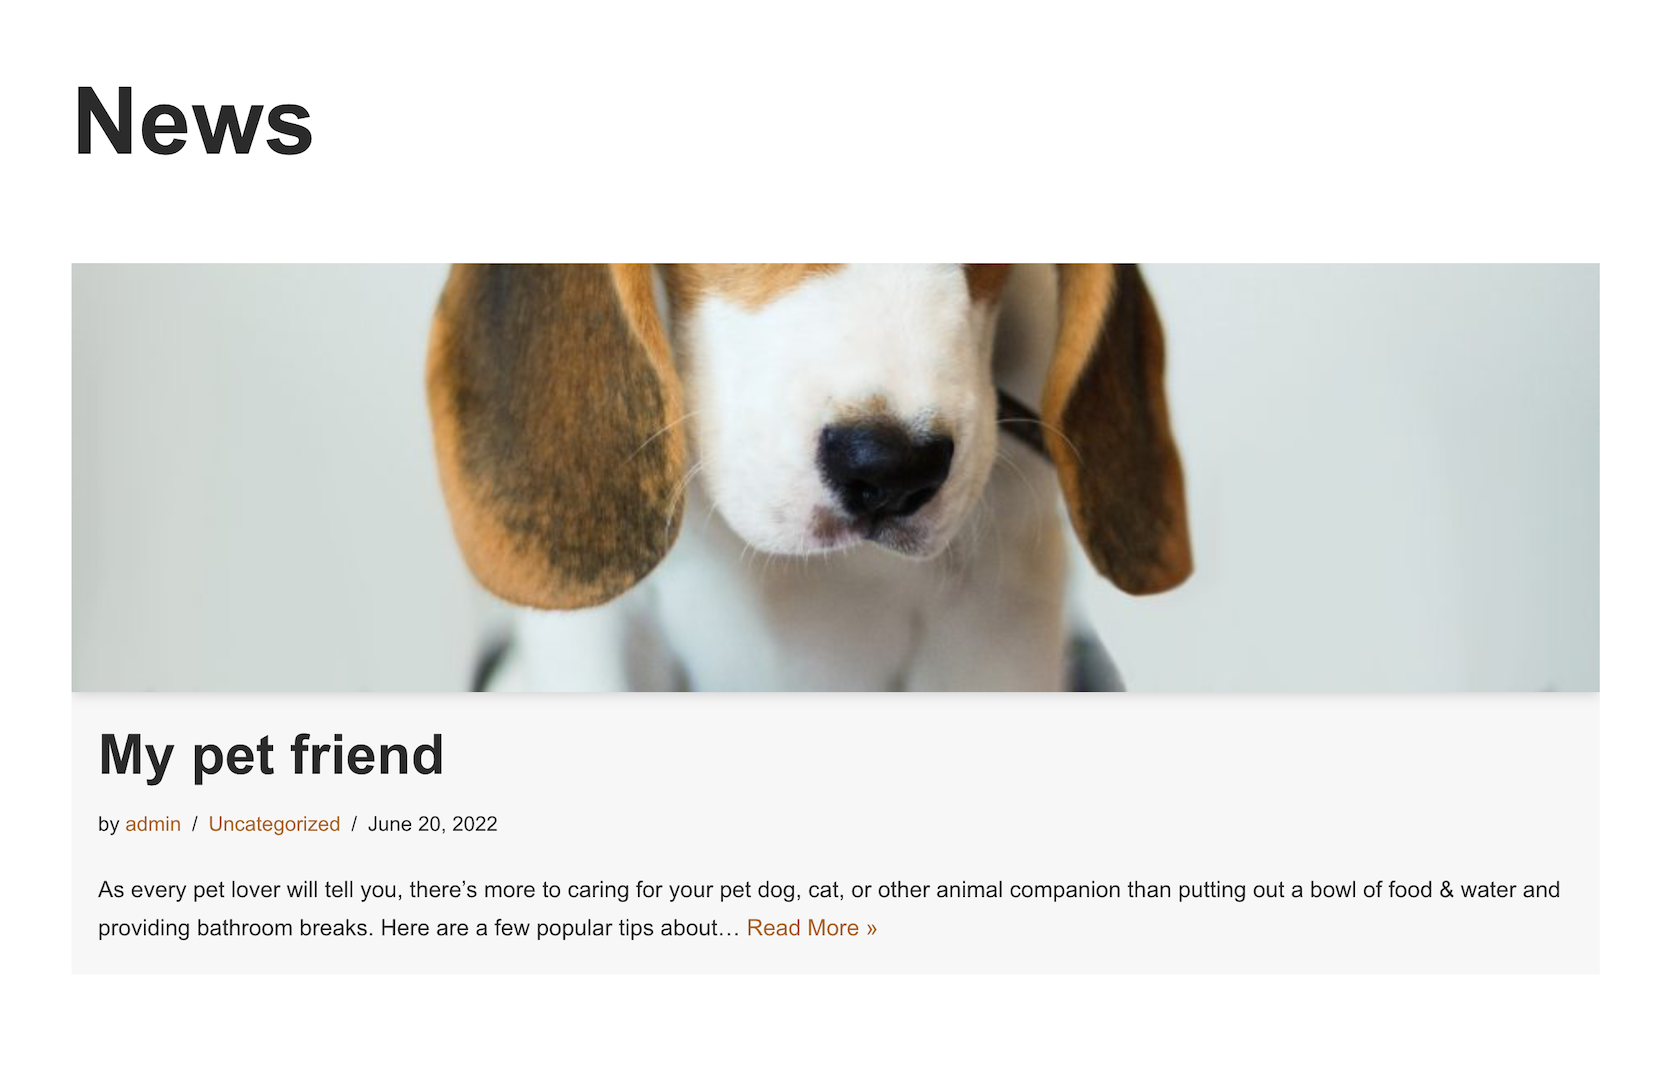 News
My pet friend
by admin / Uncategorized / June 20, 2022
As every pet lover will tell you, there’s more to caring for your pet dog, cat, or other animal companion than putting out a bowl of food & water and
providing bathroom breaks. Here are a few popular tips about… Read More »